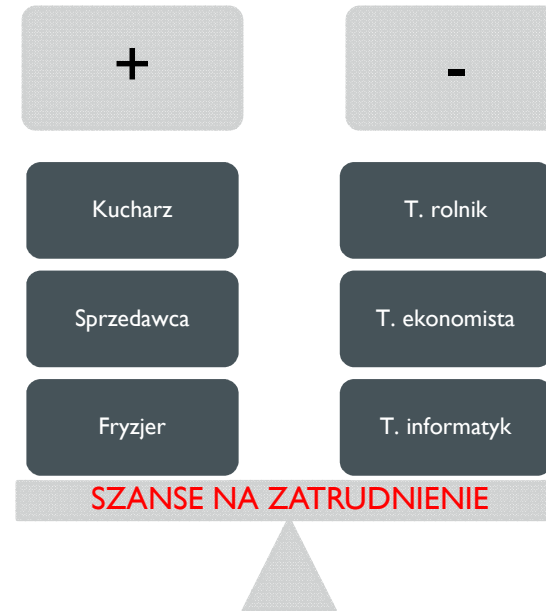 +
-
Kucharz
T. rolnik
Sprzedawca
T. ekonomista
Fryzjer
T. informatyk
SZANSE NA ZATRUDNIENIE